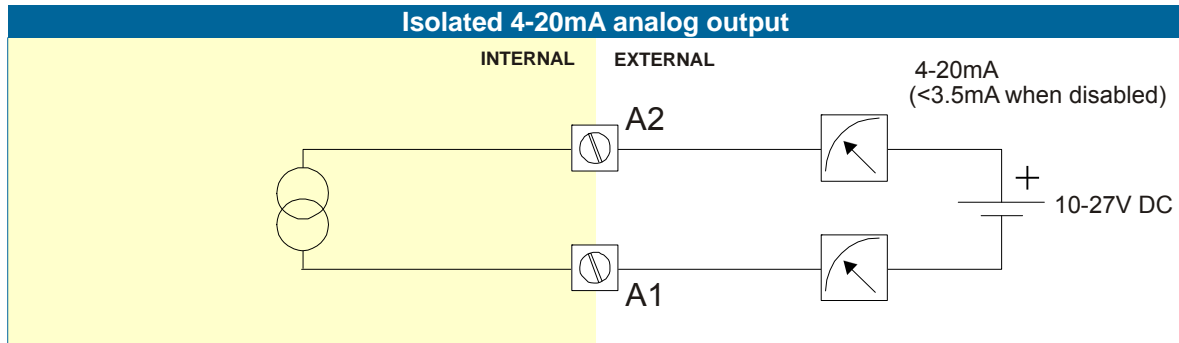 Isolated 4-20mA analog output
INTERNAL EXTERNAL
4-20mA
(<3.5mA when disabled)
A2
+
10-27V DC
A1